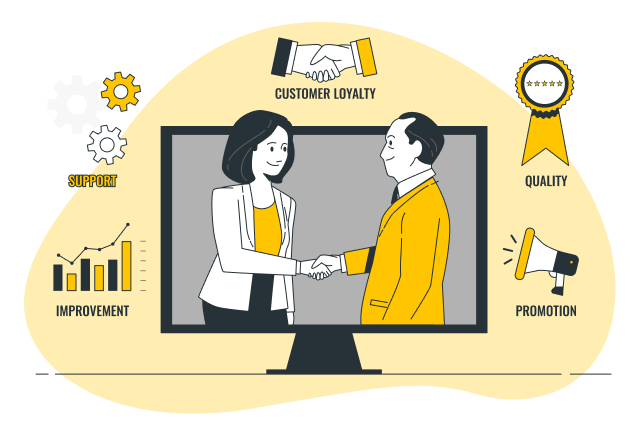 CUSTOMER LOYALTY
SUPPORT
QUALITY
IMPROVEMENT
PROMOTION